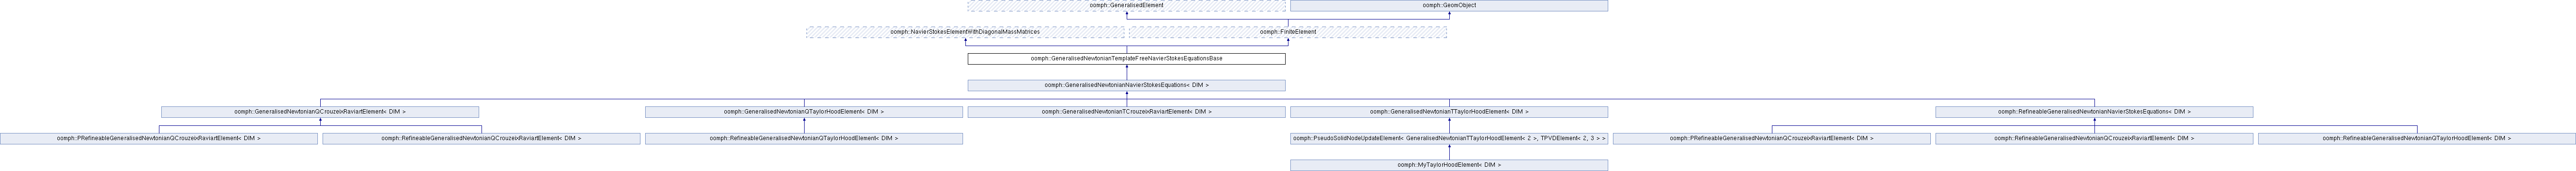 oomph::GeneralisedElement
oomph::GeomObject
oomph::NavierStokesElementWithDiagonalMassMatrices
oomph::FiniteElement
oomph::GeneralisedNewtonianTemplateFreeNavierStokesEquationsBase
oomph::GeneralisedNewtonianNavierStokesEquations< DIM >
oomph::GeneralisedNewtonianQCrouzeixRaviartElement< DIM >
oomph::GeneralisedNewtonianQTaylorHoodElement< DIM >
oomph::GeneralisedNewtonianTCrouzeixRaviartElement< DIM >
oomph::GeneralisedNewtonianTTaylorHoodElement< DIM >
oomph::RefineableGeneralisedNewtonianNavierStokesEquations< DIM >
oomph::PRefineableGeneralisedNewtonianQCrouzeixRaviartElement< DIM >
oomph::RefineableGeneralisedNewtonianQCrouzeixRaviartElement< DIM >
oomph::RefineableGeneralisedNewtonianQTaylorHoodElement< DIM >
oomph::PseudoSolidNodeUpdateElement< GeneralisedNewtonianTTaylorHoodElement< 2 >, TPVDElement< 2, 3 > >
oomph::PRefineableGeneralisedNewtonianQCrouzeixRaviartElement< DIM >
oomph::RefineableGeneralisedNewtonianQCrouzeixRaviartElement< DIM >
oomph::RefineableGeneralisedNewtonianQTaylorHoodElement< DIM >
oomph::MyTaylorHoodElement< DIM >